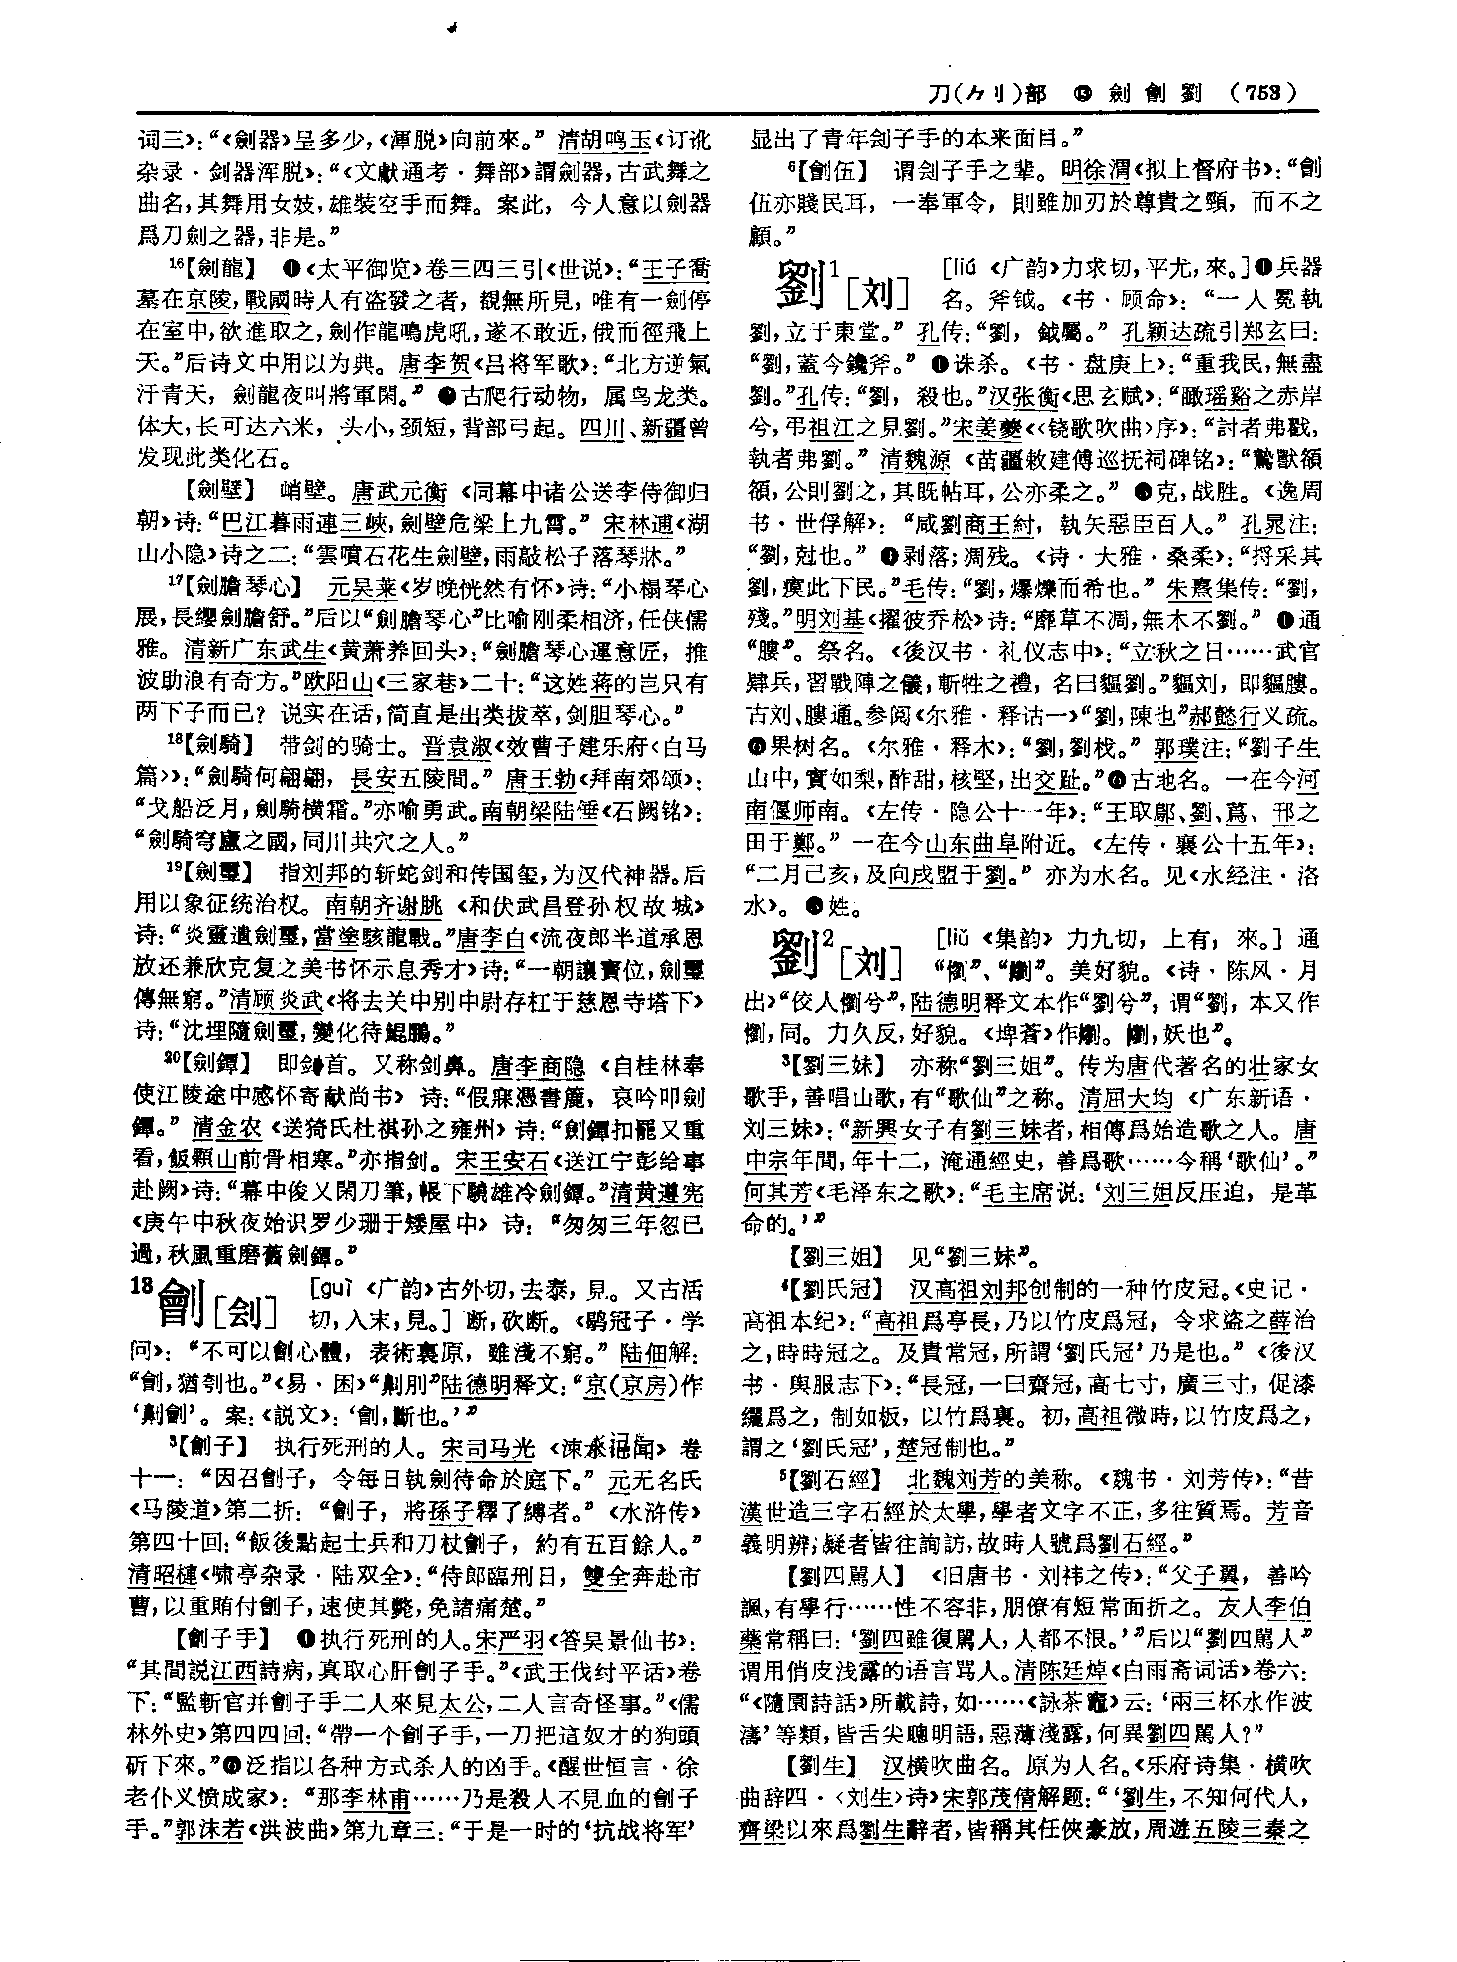 刀(⺈刂)部 ⓭ 劍劊劉 (753)
词三》：“《劍器》呈多少，《渾脱》向前來。” 清胡鸣玉《订讹
杂录·剑器浑脱》：“《文獻通考·舞部》謂劍器，古武舞之
曲名，其舞用女妓，雄裝空手而舞。案此，今人意以劍器
爲刀劍之器，非是。”
16【劍龍】 ❶《太平御览》卷三四三引《世说》：“王子喬
墓在京陵，戰國時人有盗發之者，覩無所見，唯有一劍停
在室中，欲進取之，劍作龍鳴虎吼，遂不敢近，俄而徑飛上
天。”后诗文中用以为典。唐李贺《吕将军歌》：“北方逆氣
汙青天，劍龍夜叫將軍閑。” ❷古爬行动物，属鸟龙类。
体大，长可达六米，头小，颈短，背部弓起。四川、新疆曾
发现此类化石。
【劍壁】 峭壁。唐武元衡《同幕中诸公送李侍御归
朝》诗：“巴江暮雨連三峽，劍壁危梁上九霄。” 宋林逋《湖
山小隐》诗之二：“雲噴石花生劍壁，雨敲松子落琴牀。”
17【劍膽琴心】 元吴莱《岁晚恍然有怀》诗：“小榻琴心
展，長纓劍膽舒。”后以“劍膽琴心”比喻刚柔相济，任侠儒
雅。清新广东武生《黄萧养回头》：“劍膽琴心運意匠，推
波助浪有奇方。”欧阳山《三家巷》二十：“这姓蒋的岂只有
两下子而已？说实在话，简直是出类拔萃，剑胆琴心。”
18【劍騎】 带剑的骑士。晋袁淑《效曹子建乐府〈白马
篇〉》：“劍騎何翩翩，長安五陵間。” 唐王勃《拜南郊颂》：
“戈船泛月，劍騎横霜。”亦喻勇武。南朝梁陆倕《石阙铭》：
“劍騎穹廬之國，同川共穴之人。”
19【劍璽】 指刘邦的斩蛇剑和传国玺，为汉代神器。后
用以象征统治权。南朝齐谢朓《和伏武昌登孙权故城》
诗：“炎靈遺劍璽，當塗駭龍戰。”唐李白《流夜郎半道承恩
放还兼欣克复之美书怀示息秀才》诗：“一朝讓寶位，劍璽
傳無窮。”清顾炎武《将去关中别中尉存杠于慈恩寺塔下》
诗：“沈埋隨劍璽，變化待鯤鵬。”
20【劍鐔】 即剑首。又称剑鼻。唐李商隐《自桂林奉
使江陵途中感怀寄献尚书》诗：“假寐憑書簏，哀吟叩劍
鐔。” 清金农《送猗氏杜祺孙之雍州》诗：“劍鐔扣罷又重
看，飯顆山前骨相寒。”亦指剑。宋王安石《送江宁彭给事
赴阙》诗：“幕中俊乂閑刀筆，帳下驍雄冷劍鐔。”清黄遵宪
《庚午中秋夜始识罗少珊于矮屋中》诗：“匆匆三年忽已
過，秋風重磨舊劍鐔。”
13劊[刽] [guì 《广韵》古外切，去泰，見。又古活
切，入末，見。] 断，砍断。《鹖冠子·学
问》：“不可以劊心體，表術裏原，雖淺不窮。” 陆佃解：
“劊，猶刳也。”《易·困》“劓刖”陆德明释文：“京(京房)作
‘劓劊’。案：《説文》：‘劊，斷也。’”
3【劊子】 执行死刑的人。宋司马光《涑水记闻》卷
十一：“因召劊子，令每日執劍待命於庭下。” 元无名氏
《马陵道》第二折：“劊子，將孫子釋了縛者。”《水浒传》
第四十回：“飯後點起士兵和刀杖劊子，約有五百餘人。”
清昭槤《啸亭杂录·陆双全》：“侍郎臨刑日，雙全奔赴市
曹，以重賄付劊子，速使其斃，免諸痛楚。”
【劊子手】 ❶执行死刑的人。宋严羽《答吴景仙书》：
“其間説江西詩病，真取心肝劊子手。”《武王伐纣平话》卷
下：“監斬官并劊子手二人來見太公，二人言奇怪事。”《儒
林外史》第四四回：“帶一个劊子手，一刀把這奴才的狗頭
斫下來。”❷泛指以各种方式杀人的凶手。《醒世恒言·徐
老仆义愤成家》：“那李林甫……乃是殺人不見血的劊子
手。”郭沫若《洪波曲》第九章三：“于是一时的‘抗战将军’
显出了青年刽子手的本来面目。”
6【劊伍】 谓刽子手之辈。明徐渭《拟上督府书》：“劊
伍亦賤民耳，一奉軍令，則雖加刃於尊貴之頸，而不之
顧。”
劉1[刘] [liú 《广韵》力求切，平尤，來。]❶兵器
名。斧钺。《书·顾命》：“一人冕執
劉，立于東堂。” 孔传：“劉，鉞屬。” 孔颖达疏引郑玄曰：
“劉，蓋今鑱斧。” ❷诛杀。《书·盘庚上》：“重我民，無盡
劉。”孔传：“劉，殺也。”汉张衡《思玄赋》：“瞰瑶谿之赤岸
兮，弔祖江之見劉。”宋姜夔《〈铙歌吹曲〉序》：“討者弗戳，
執者弗劉。” 清魏源《苗疆敕建傅巡抚祠碑铭》：“鷙獸頟
頟，公則劉之，其既帖耳，公亦柔之。” ❸克，战胜。《逸周
书·世俘解》：“咸劉商王紂，執矢惡臣百人。” 孔晁注：
“劉，尅也。” ❹剥落；凋残。《诗·大雅·桑柔》：“捋采其
劉，瘼此下民。”毛传：“劉，爆爍而希也。” 朱熹集传：“劉，
殘。”明刘基《擢彼乔松》诗：“靡草不凋，無木不劉。” ❺通
“膢”。祭名。《後汉书·礼仪志中》：“立秋之日……武官
肄兵，習戰陣之儀，斬牲之禮，名曰貙劉。”貙刘，即貙膢。
古刘、膢通。参阅《尔雅·释诂一》“劉，陳也”郝懿行义疏。
❻果树名。《尔雅·释木》：“劉，劉杙。” 郭璞注：“劉子生
山中，實如梨，酢甜，核堅，出交趾。”❼古地名。一在今河
南偃师南。《左传·隐公十一年》：“王取鄔、劉、蔿、邘之
田于鄭。” 一在今山东曲阜附近。《左传·襄公十五年》：
“二月己亥，及向戌盟于劉。” 亦为水名。见《水经注·洛
水》。 ❽姓。
劉2[刘] [liǔ 《集韵》力九切，上有，來。] 通
“懰”、“嬼”。美好貌。《诗·陈风·月
出》“佼人懰兮”，陆德明释文本作“劉兮”，谓“劉，本又作
懰，同。力久反，好貌。《埤蒼》作嬼。嬼，妖也”。
3【劉三妹】 亦称“劉三姐”。传为唐代著名的壮家女
歌手，善唱山歌，有“歌仙”之称。清屈大均《广东新语·
刘三妹》：“新興女子有劉三妹者，相傳爲始造歌之人。唐
中宗年間，年十二，淹通經史，善爲歌……今稱‘歌仙’。”
何其芳《毛泽东之歌》：“毛主席说：‘刘三姐反压迫，是革
命的。’”
【劉三姐】 见“劉三妹”。
4【劉氏冠】 汉高祖刘邦创制的一种竹皮冠。《史记·
高祖本纪》：“高祖爲亭長，乃以竹皮爲冠，令求盗之薛治
之，時時冠之。及貴常冠，所謂‘劉氏冠’乃是也。”《後汉
书·舆服志下》：“長冠，一曰齋冠，高七寸，廣三寸，促漆
纚爲之，制如板，以竹爲裏。初，高祖微時，以竹皮爲之，
謂之‘劉氏冠’，楚冠制也。”
5【劉石經】 北魏刘芳的美称。《魏书·刘芳传》：“昔
漢世造三字石經於太學，學者文字不正，多往質焉。芳音
義明辨，疑者皆往詢訪，故時人號爲劉石經。”
【劉四駡人】 《旧唐书·刘祎之传》：“父子翼，善吟
諷，有學行……性不容非，朋僚有短常面折之。友人李伯
藥常稱曰：‘劉四雖復駡人，人都不恨。’”后以“劉四駡人”
谓用俏皮浅露的语言骂人。清陈廷焯《白雨斋词话》卷六：
“《隨園詩話》所載詩，如……《詠茶竈》云：‘兩三杯水作波
濤’等類，皆舌尖聰明語，惡薄淺露，何異劉四駡人？”
【劉生】 汉横吹曲名。原为人名。《乐府诗集·横吹
曲辞四·〈刘生〉诗》宋郭茂倩解题：“‘劉生，不知何代人，
齊梁以來爲劉生辭者，皆稱其任俠豪放，周遊五陵三秦之